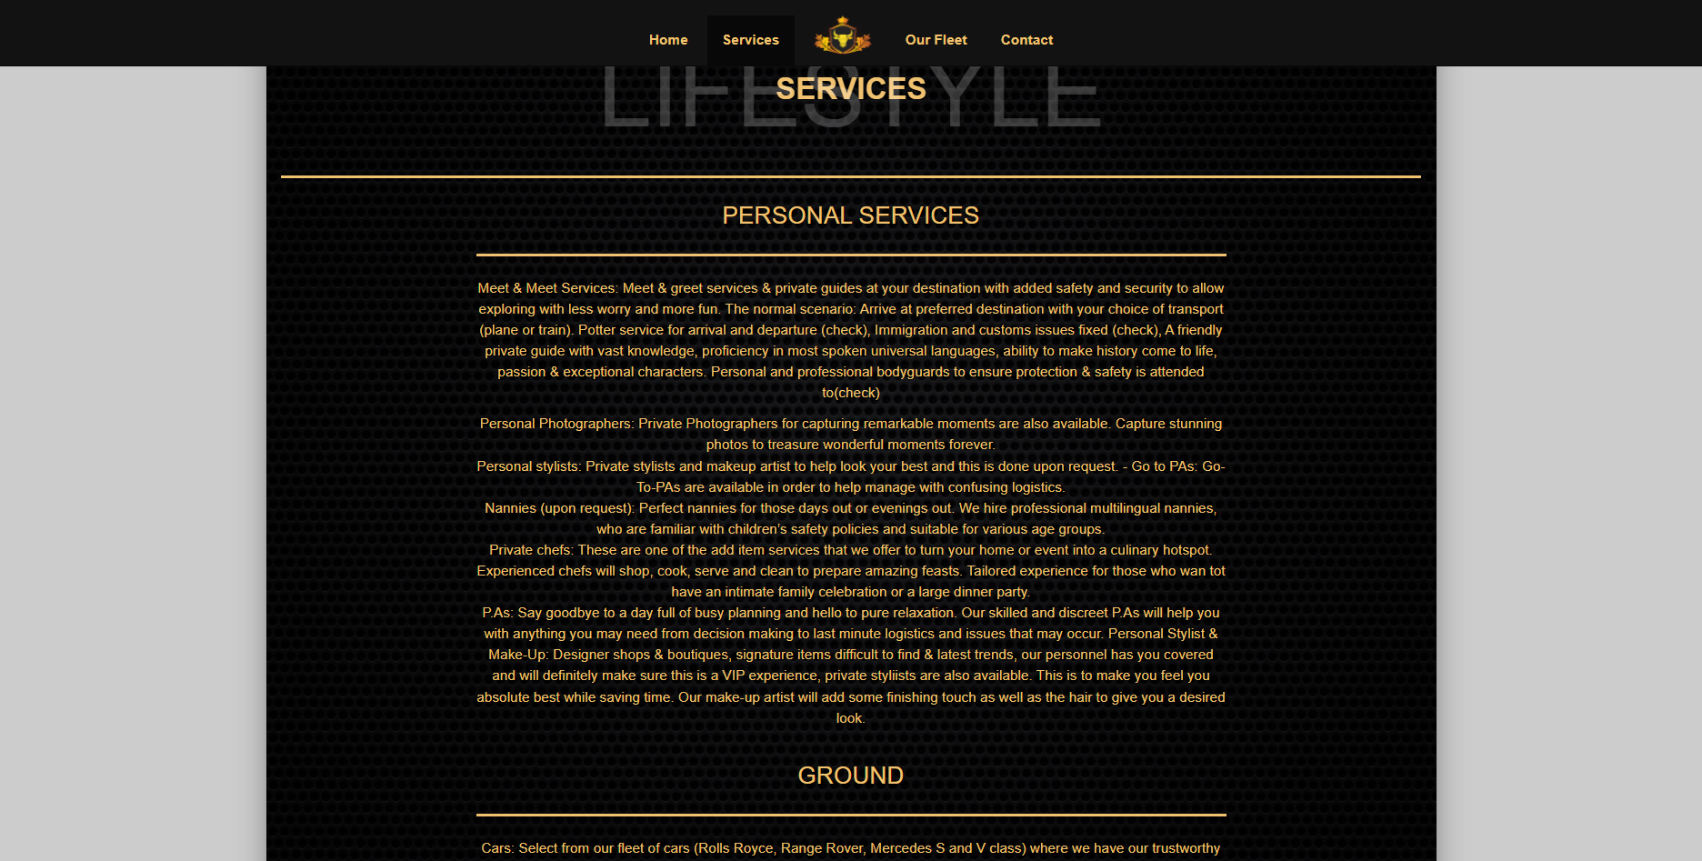 Home
Services
Our Fleet
Contact
LIFESTYLE
SERVICES
PERSONAL SERVICES
Meet & Meet Services: Meet & greet services & private guides at your destination with added safety and security to allow
exploring with less worry and more fun. The normal scenario: Arrive at preferred destination with your choice of transport
(plane or train). Potter service for arrival and departure (check), Immigration and customs issues fixed (check), A friendly
private guide with vast knowledge, proficiency in most spoken universal languages, ability to make history come to life,
passion & exceptional characters. Personal and professional bodyguards to ensure protection & safety is attended
to(check)
Personal Photographers: Private Photographers for capturing remarkable moments are also available. Capture stunning
photos to treasure wonderful moments forever.
Personal stylists: Private stylists and makeup artist to help look your best and this is done upon request. - Go to PAs: Go-
To-PAs are available in order to help manage with confusing logistics.
Nannies (upon request): Perfect nannies for those days out or evenings out. We hire professional multilingual nannies,
who are familiar with children’s safety policies and suitable for various age groups.
Private chefs: These are one of the add item services that we offer to turn your home or event into a culinary hotspot.
Experienced chefs will shop, cook, serve and clean to prepare amazing feasts. Tailored experience for those who wan tot
have an intimate family celebration or a large dinner party.
P.As: Say goodbye to a day full of busy planning and hello to pure relaxation. Our skilled and discreet P.As will help you
with anything you may need from decision making to last minute logistics and issues that may occur. Personal Stylist &
Make-Up: Designer shops & boutiques, signature items difficult to find & latest trends, our personnel has you covered
and will definitely make sure this is a VIP experience, private styliists are also available. This is to make you feel you
absolute best while saving time. Our make-up artist will add some finishing touch as well as the hair to give you a desired
look.
GROUND
Cars: Select from our fleet of cars (Rolls Royce, Range Rover, Mercedes S and V class) where we have our trustworthy